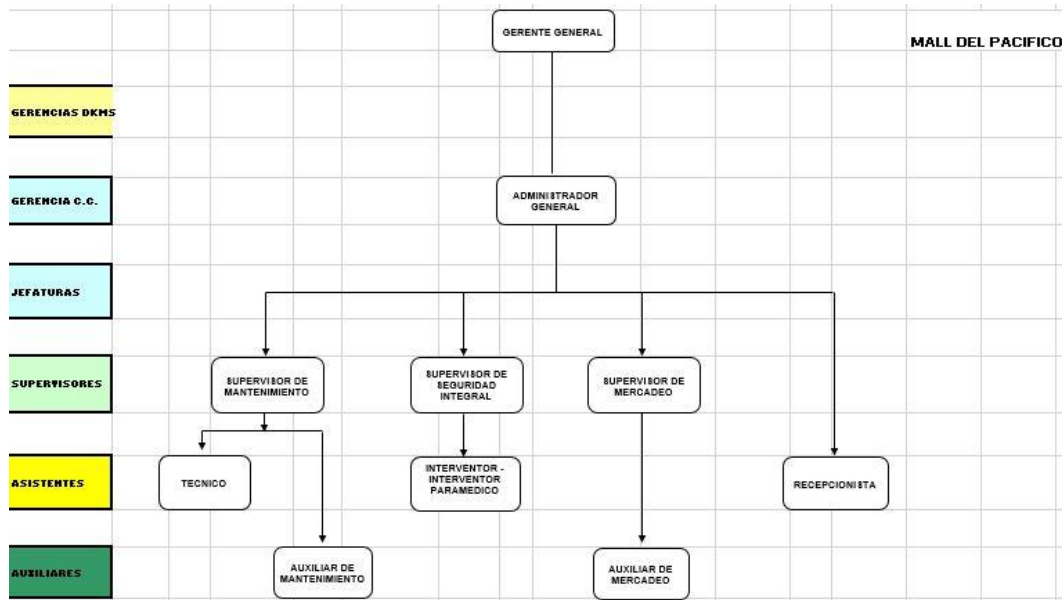 GERENTE GENERAL
MALL DEL PACIFICO
GERENCIAS DKMS
GERENCIA C.C.
ADMINISTRADOR
GENERAL
JEFATURAS
SUPERVISORES
SUPERVISOR DE
MANTENIMIENTO
SUPERVISOR DE
SEGURIDAD
INTEGRAL
SUPERVISOR DE
MERCADEO
ASISTENTES
TECNICO
INTERVENTOR -
INTERVENTOR
PARAMEDICO
RECEPCIONISTA
AUXILIARES
AUXILIAR DE
MANTENIMIENTO
AUXILIAR DE
MERCADEO